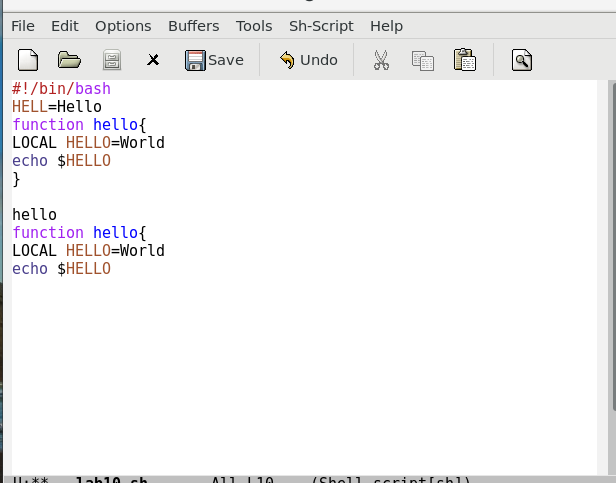 File Edit Options Buffers Tools Sh-Script Help
Save Undo
#!/bin/bash
HELL=Hello
function hello{
LOCAL HELLO=World
echo $HELLO
}
hello
function hello{
LOCAL HELLO=World
echo $HELLO
U:**- lab10.sh All L10 (Shell-script[sh])